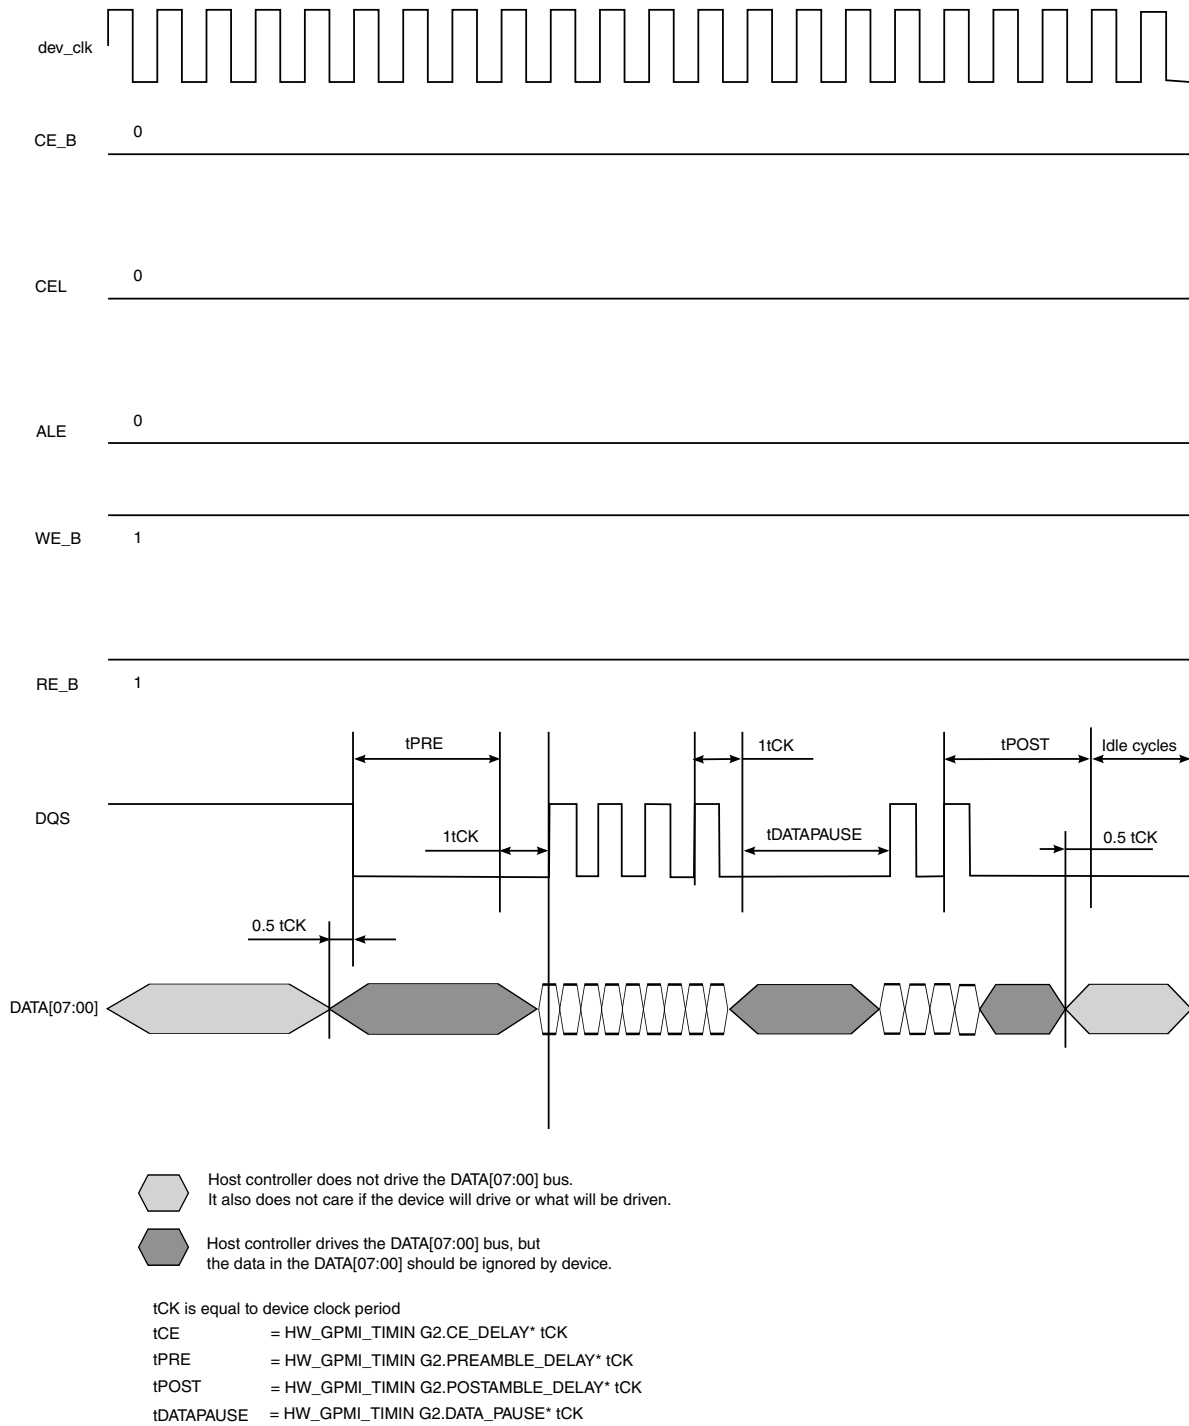 dev_clk
CE_B
0
CEL
0
ALE
0
WE_B
1
RE_B
1
tPRE
1tCK
tPOST
Idle cycles
DQS
1tCK
tDATAPAUSE
0.5 tCK
0.5 tCK
DATA[07:00]
Host controller does not drive the DATA[07:00] bus.
It also does not care if the device will drive or what will be driven.
Host controller drives the DATA[07:00] bus, but
the data in the DATA[07:00] should be ignored by device.
tCK is equal to device clock period
tCE = HW_GPMI_TIMIN G2.CE_DELAY* tCK
tPRE = HW_GPMI_TIMIN G2.PREAMBLE_DELAY* tCK
tPOST = HW_GPMI_TIMIN G2.POSTAMBLE_DELAY* tCK
tDATAPAUSE = HW_GPMI_TIMIN G2.DATA_PAUSE* tCK